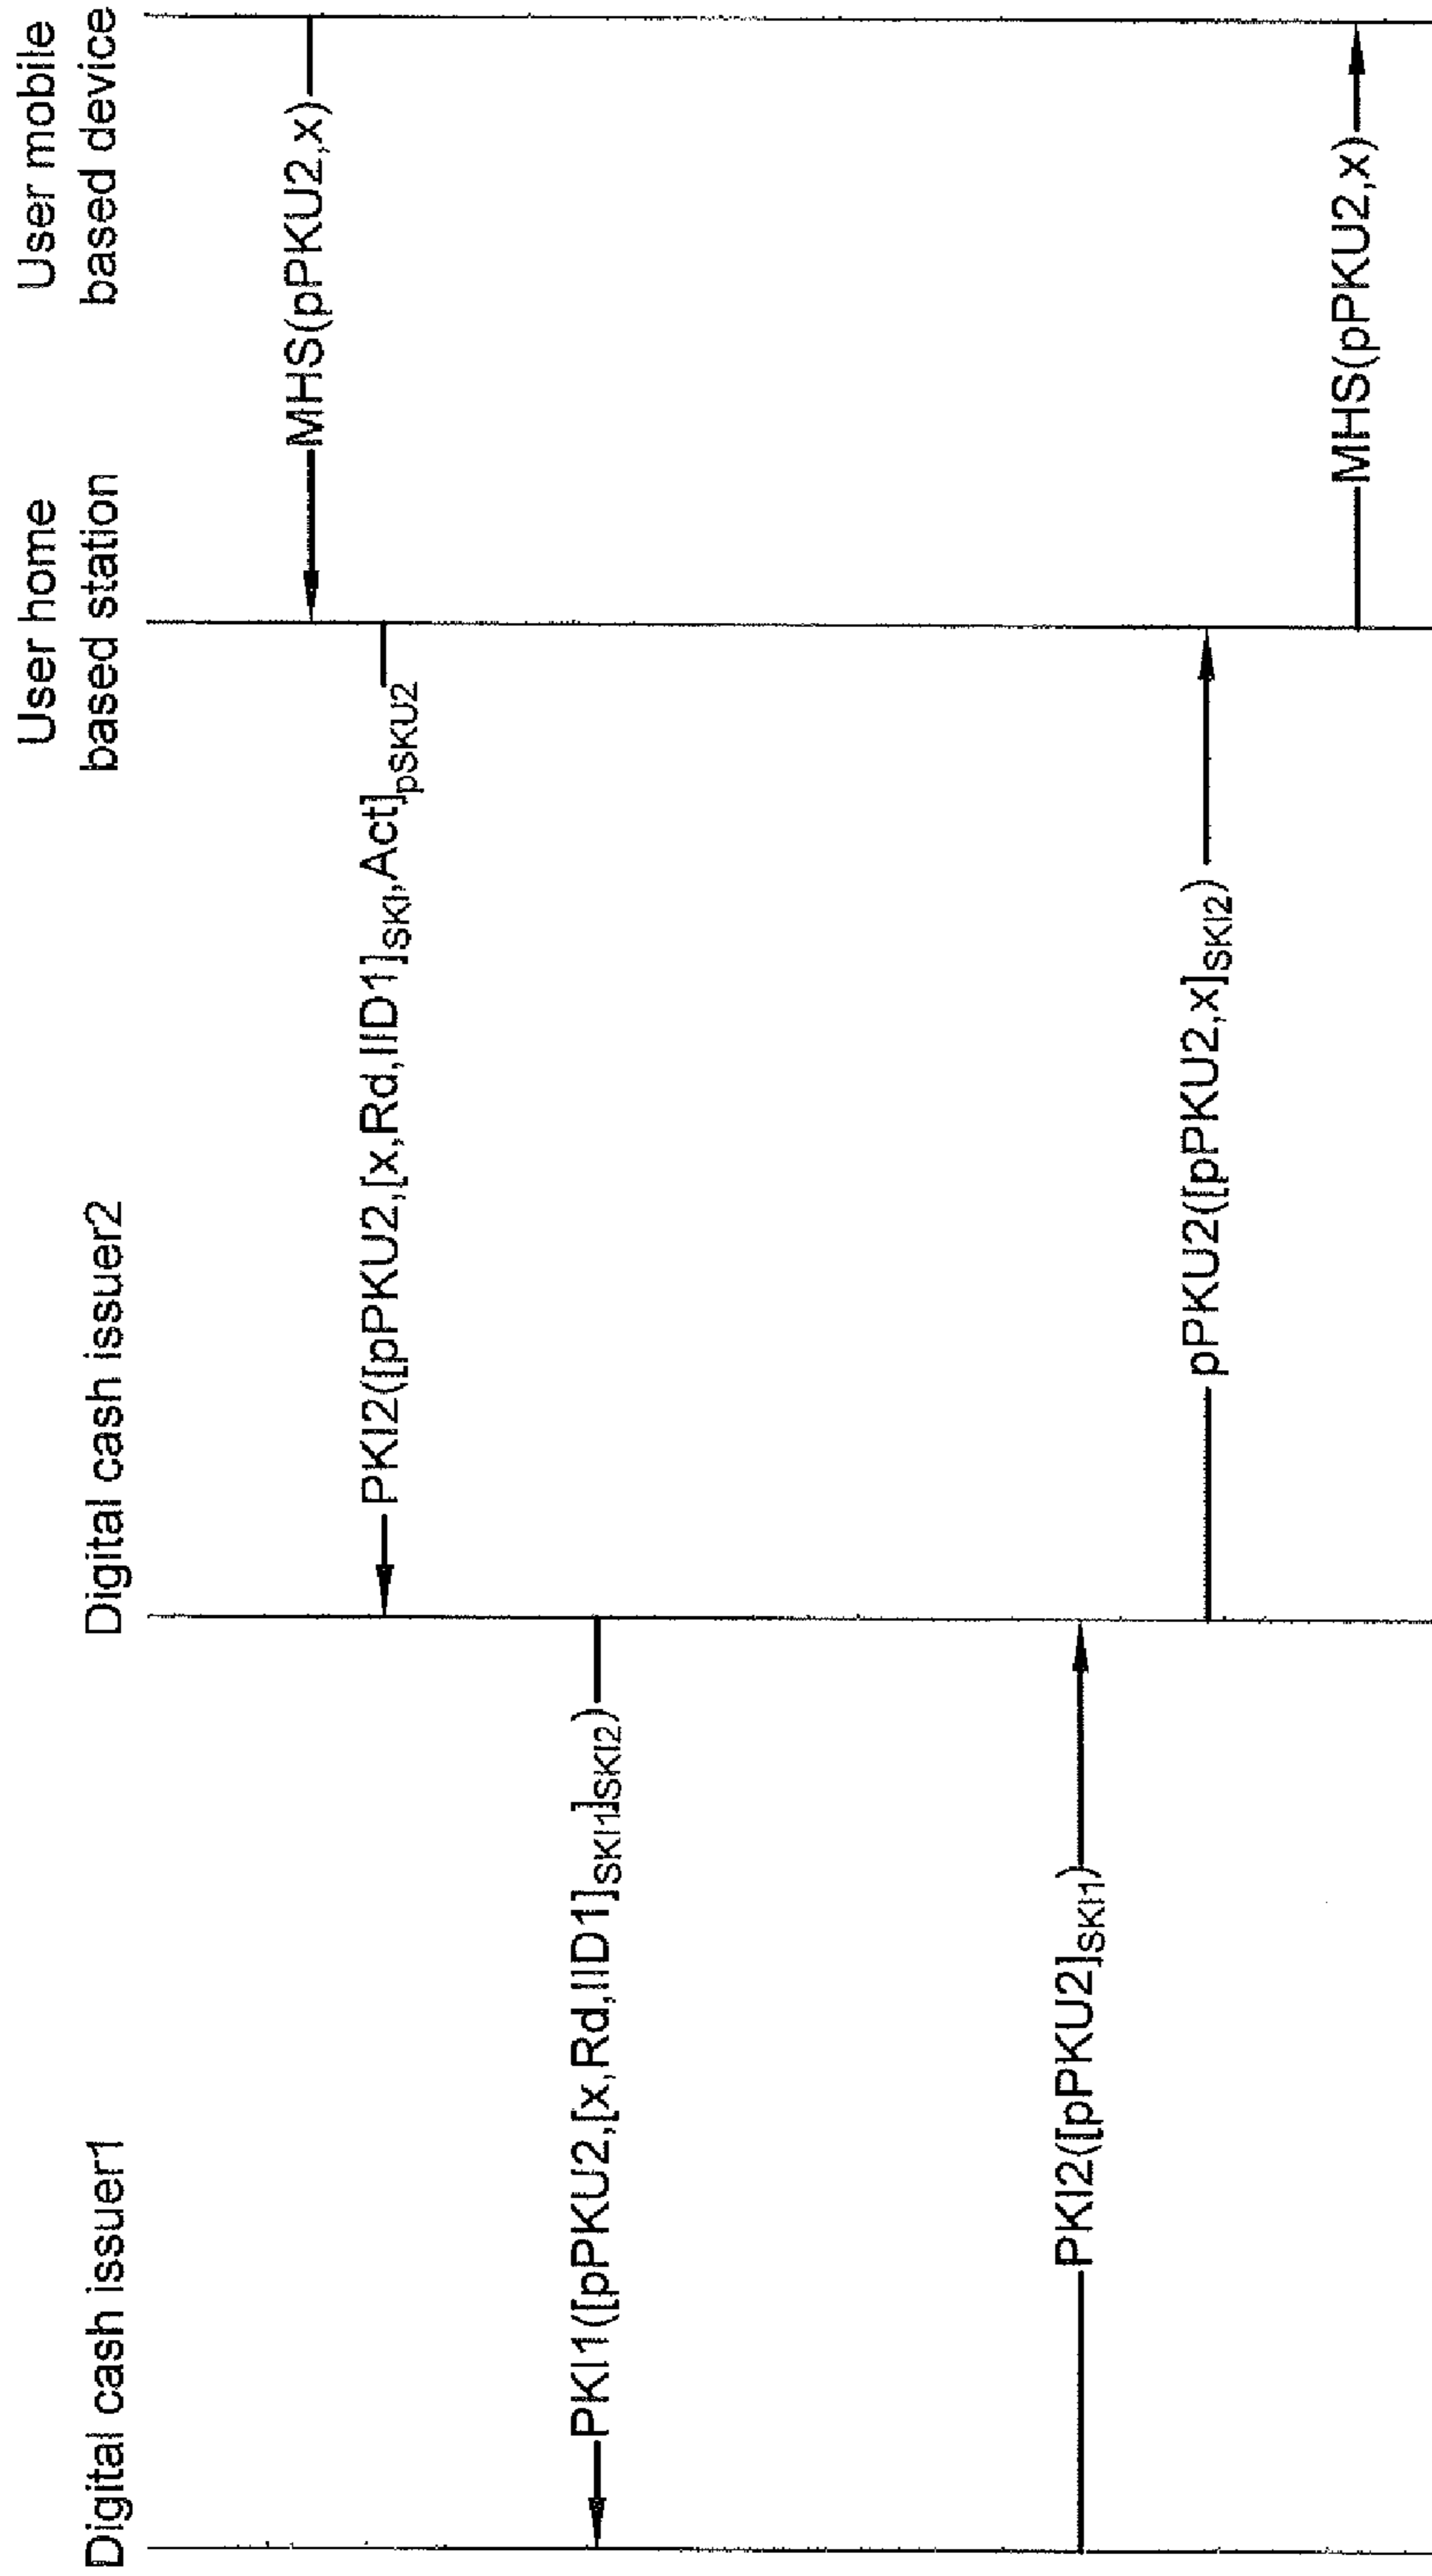 Digital cash issuer1
Digital cash issuer2
User home
based station
User mobile
based device
MHS(pPKU2,x)
PKI2([pPKU2,[x,Rd,IID1]SKI,Act]pSKU2
PKI1([pPKU2,[x,Rd,IID1]SKI1]SKI2)
PKI2([pPKU2]SKI1)
pPKU2([pPKU2,x]SKI2)
MHS(pPKU2,x)